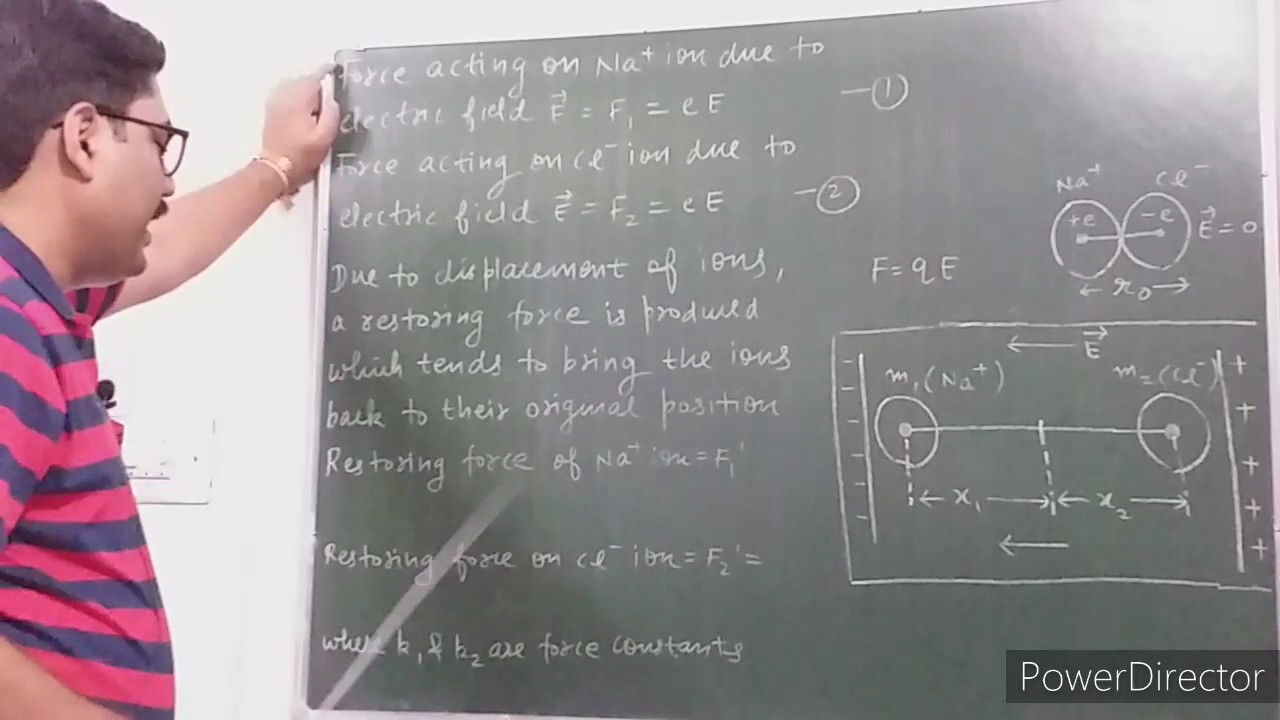 Force acting on Na⁺ ion due to
electric field E⃗ = F₁ = eE —①
Force acting on Cl⁻ ion due to
electric field E⃗ = F₂ = eE —②
Due to displacement of ions,
a restoring force is produced
which tends to bring the ions
back to their original position
Restoring force of Na⁺ ion = F₁'
Restoring force on Cl⁻ ion = F₂' =
where k₁ & k₂ are force constants
F = qE
Na⁺ Cl⁻
+e -e E⃗ = 0
← r₀ →
← E⃗
m₁(Na⁺) m₂(Cl⁻)
- - - - - -
+ + + + +
← x₁ → ← x₂ →
←
PowerDirector